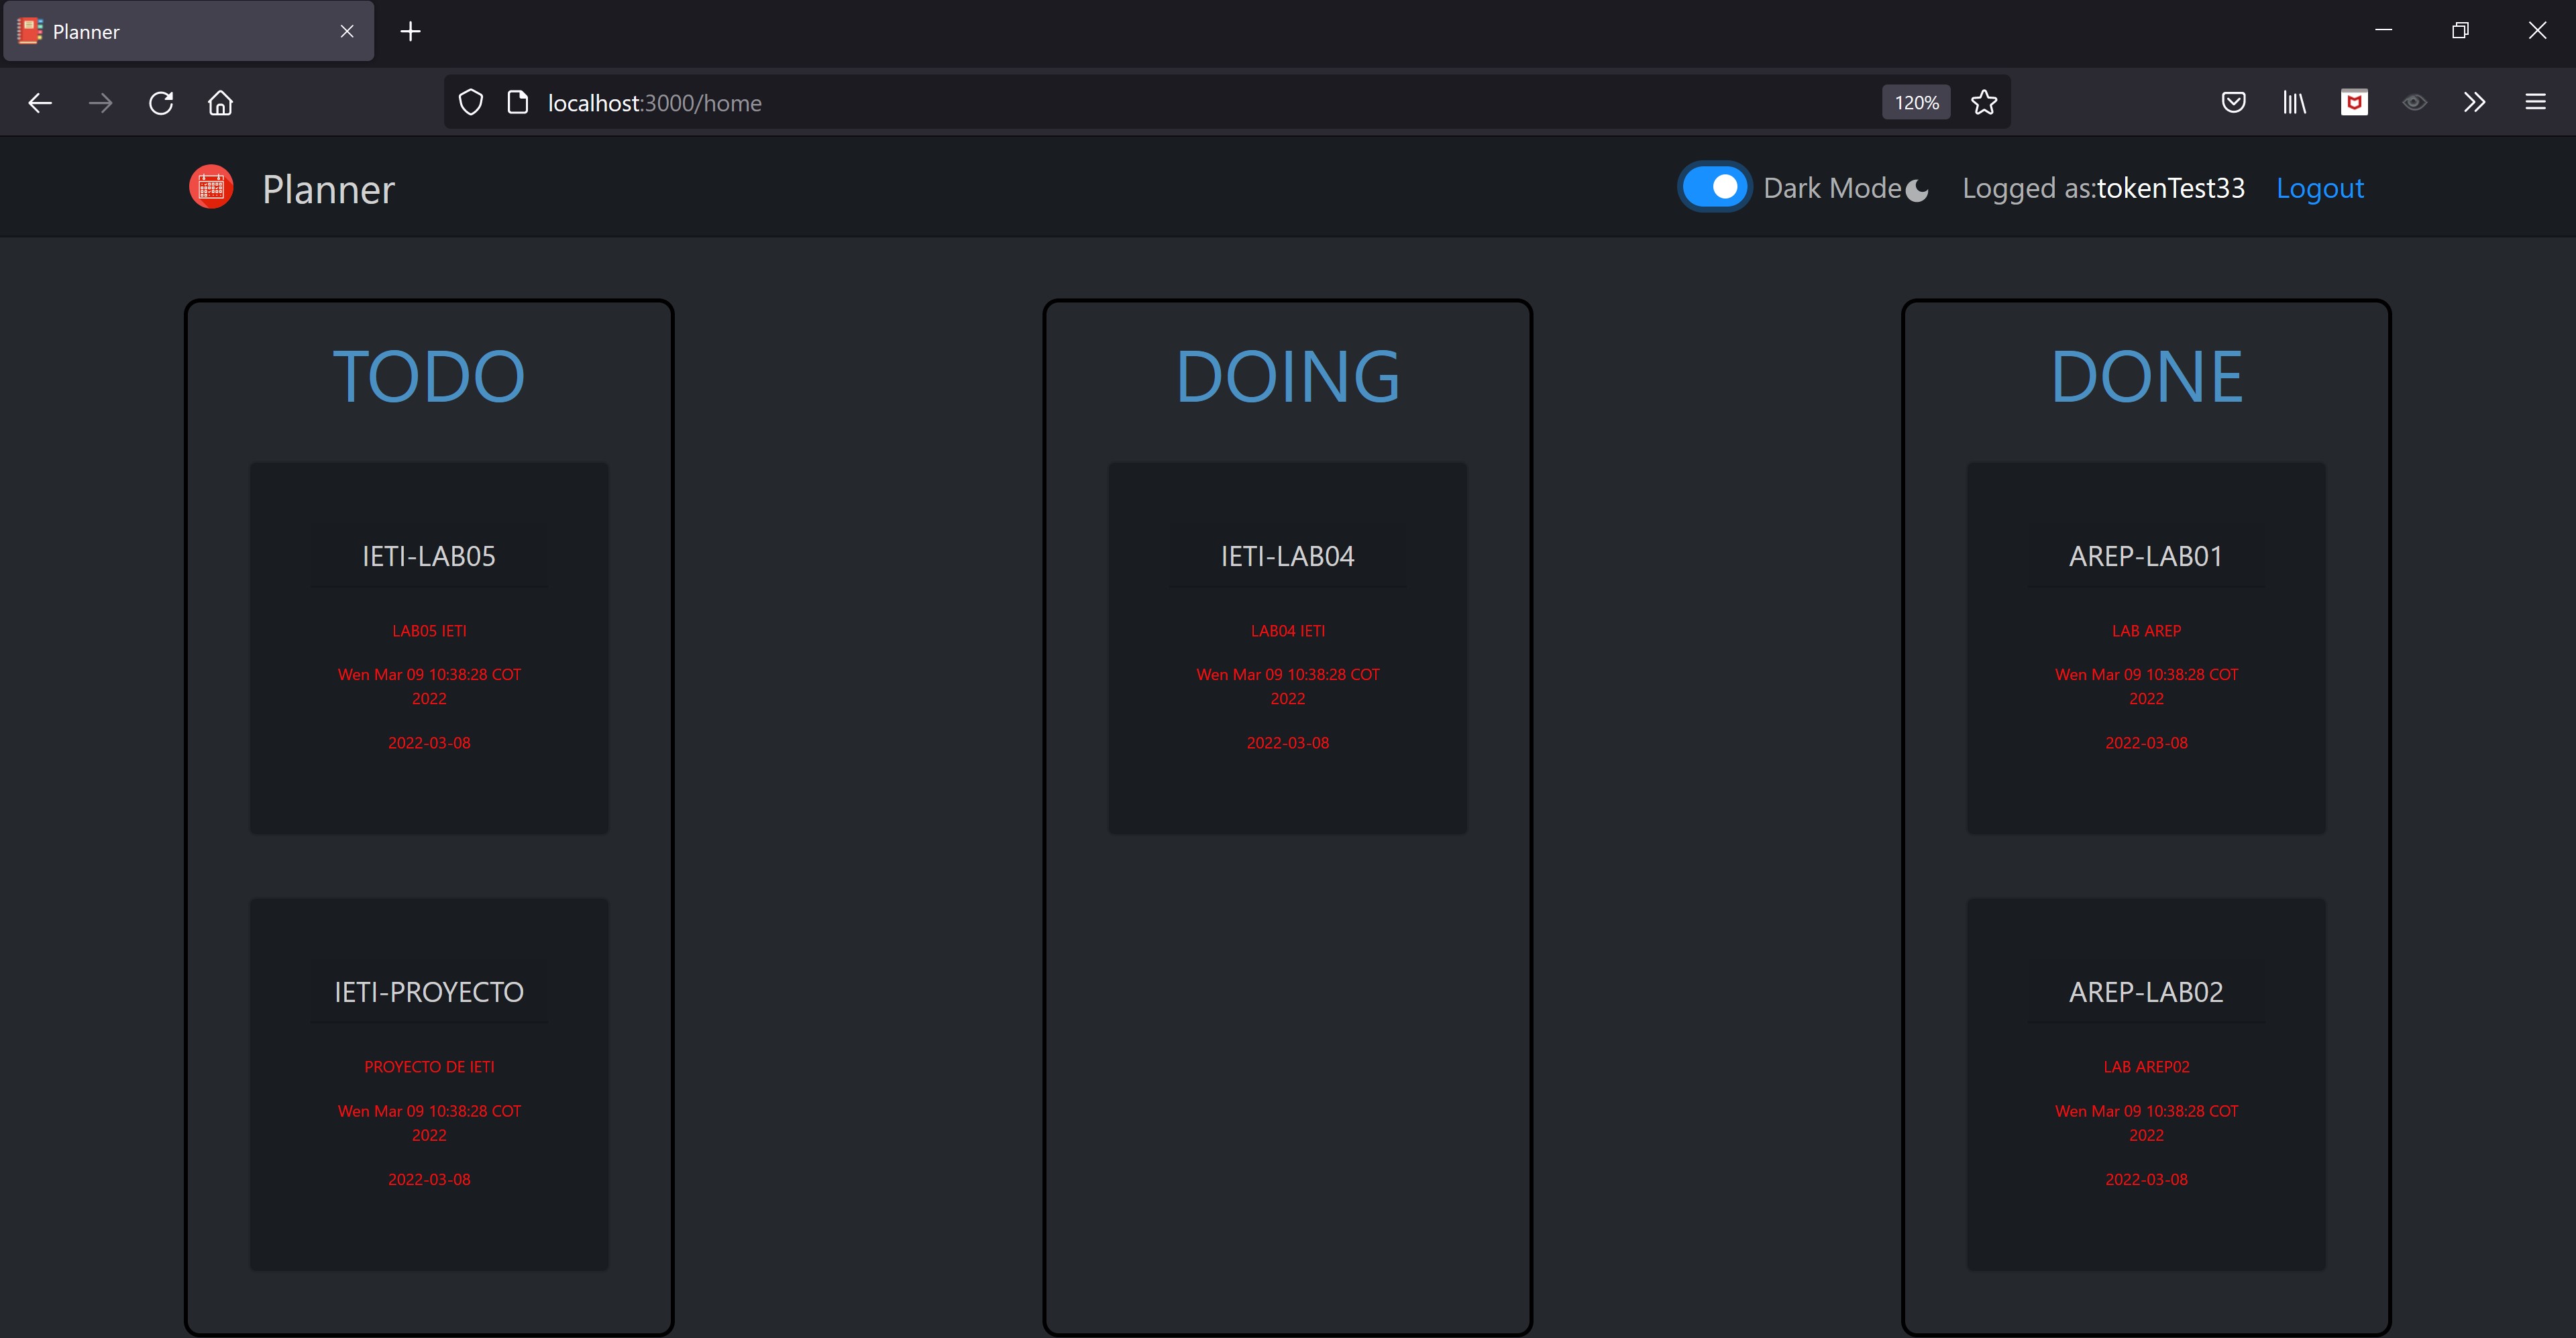 Planner
localhost:3000/home
120%
Planner
Dark Mode
Logged as:tokenTest33
Logout
TODO
IETI-LAB05
LAB05 IETI
Wen Mar 09 10:38:28 COT
2022
2022-03-08
IETI-PROYECTO
PROYECTO DE IETI
Wen Mar 09 10:38:28 COT
2022
2022-03-08
DOING
IETI-LAB04
LAB04 IETI
Wen Mar 09 10:38:28 COT
2022
2022-03-08
DONE
AREP-LAB01
LAB AREP
Wen Mar 09 10:38:28 COT
2022
2022-03-08
AREP-LAB02
LAB AREP02
Wen Mar 09 10:38:28 COT
2022
2022-03-08